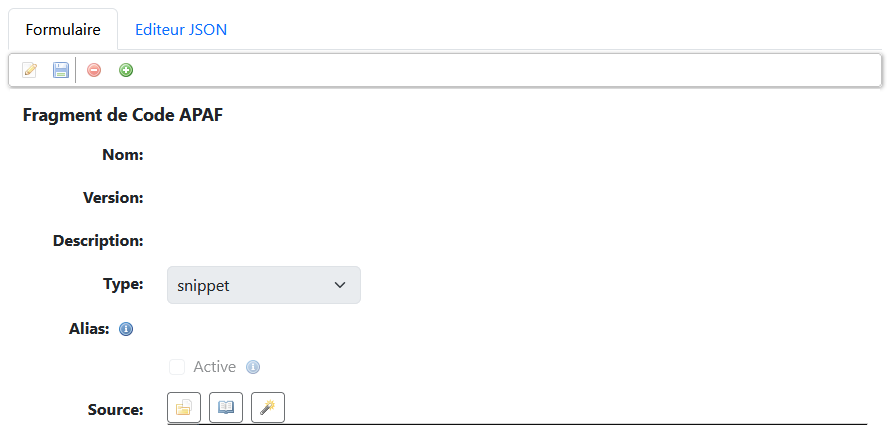 Formulaire Editeur JSON
Fragment de Code APAF
Nom:
Version:
Description:
Type: snippet
Alias:
Active
Source: